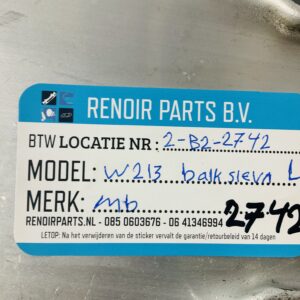 RENOIR PARTS B.V.
BTW LOCATIE NR: 2-B2-2742
MODEL: W213 balk sleva L
MERK: mb
2742
RENOIRPARTS.NL - 085 0603676 - 06 41346994
LETOP: Na het verwijderen van de sticker vervalt de garantie/retourbeleid van 14 dagen